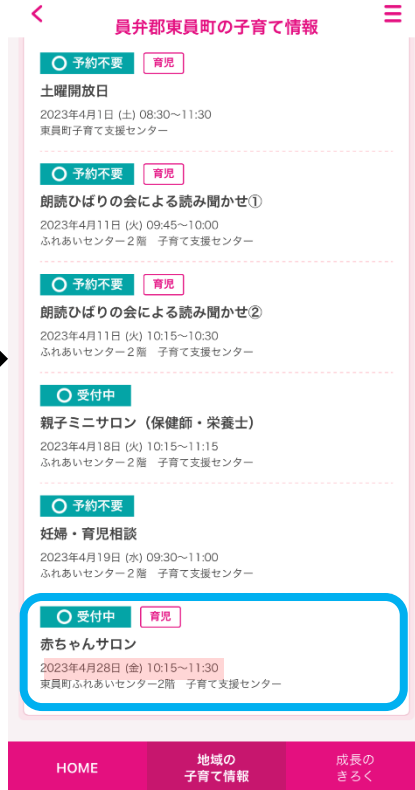 員弁郡東員町の子育て情報
予約不要 育児
土曜開放日
2023年4月1日 (土) 08:30〜11:30
東員町子育て支援センター
予約不要 育児
朗読ひばりの会による読み聞かせ①
2023年4月11日 (火) 09:45〜10:00
ふれあいセンター２階　子育て支援センター
予約不要 育児
朗読ひばりの会による読み聞かせ②
2023年4月11日 (火) 10:15〜10:30
ふれあいセンター２階　子育て支援センター
受付中
親子ミニサロン（保健師・栄養士）
2023年4月18日 (火) 10:15〜11:15
ふれあいセンター２階　子育て支援センター
予約不要
妊婦・育児相談
2023年4月19日 (水) 09:30〜11:00
ふれあいセンター２階　子育て支援センター
受付中 育児
赤ちゃんサロン
2023年4月28日 (金) 10:15〜11:30
東員町ふれあいセンター2階　子育て支援センター
HOME
地域の
子育て情報
成長の
きろく